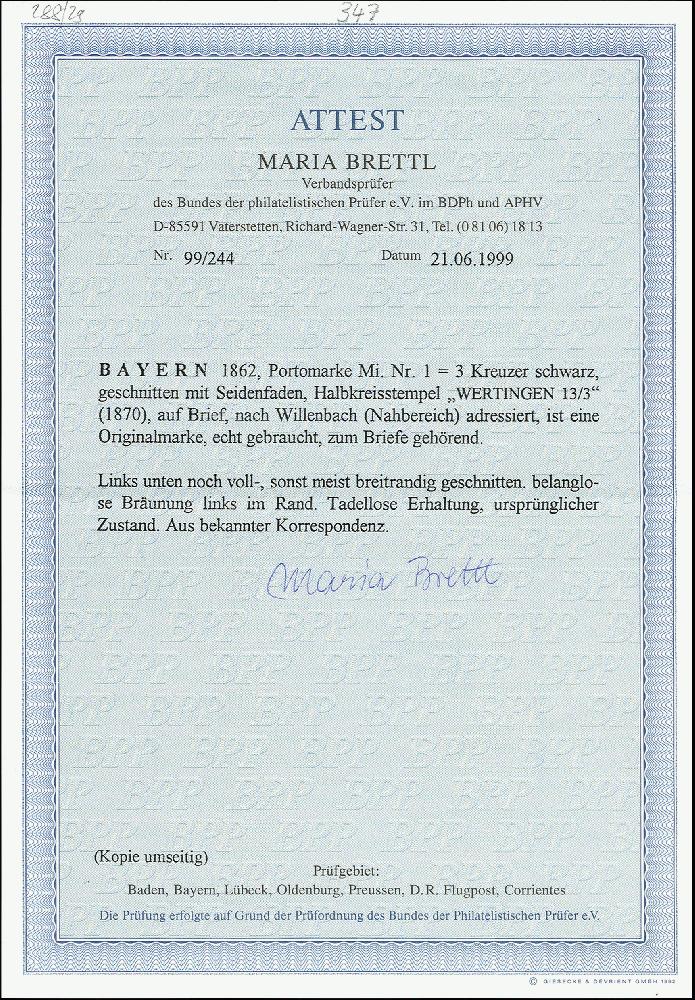 288/29
347
ATTEST
MARIA BRETTL
Verbandsprüfer
des Bundes der philatelistischen Prüfer e.V. im BDPh und APHV
D-85591 Vaterstetten, Richard-Wagner-Str. 31, Tel. (0 81 06) 18 13
Nr. 99/244 Datum 21.06.1999
BAYERN 1862, Portomarke Mi. Nr. 1 = 3 Kreuzer schwarz,
geschnitten mit Seidenfaden, Halbkreisstempel „WERTINGEN 13/3“
(1870), auf Brief, nach Willenbach (Nahbereich) adressiert, ist eine
Originalmarke, echt gebraucht, zum Briefe gehörend.
Links unten noch voll-, sonst meist breitrandig geschnitten. belanglo-
se Bräunung links im Rand. Tadellose Erhaltung, ursprünglicher
Zustand. Aus bekannter Korrespondenz.
Maria Brettl
(Kopie umseitig)
Prüfgebiet:
Baden, Bayern, Lübeck, Oldenburg, Preussen, D.R. Flugpost, Corrientes
Die Prüfung erfolgte auf Grund der Prüfordnung des Bundes der Philatelistischen Prüfer e.V.
© GIESECKE & DEVRIENT GMBH 1992